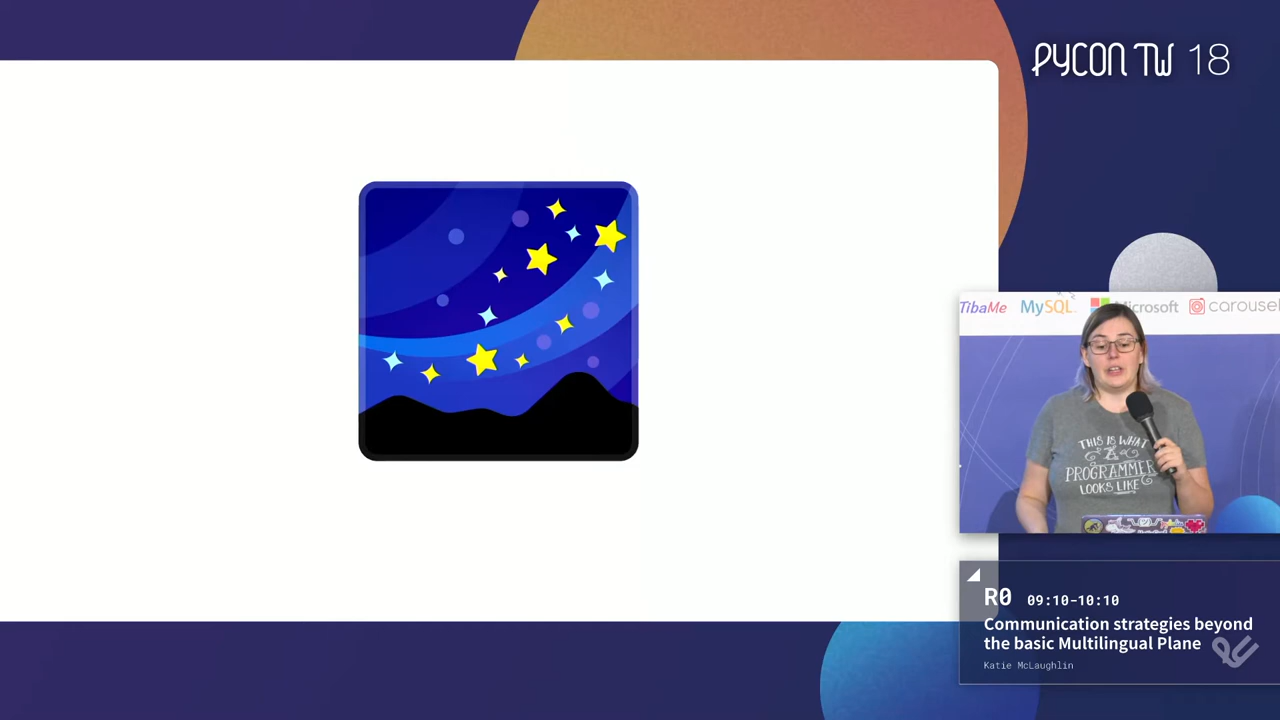 PYCON TW 18
TibaMe MySQL Microsoft carousel
THIS IS WHAT
A
PROGRAMMER
LOOKS LIKE
R0 09:10-10:10
Communication strategies beyond
the basic Multilingual Plane
Katie McLaughlin